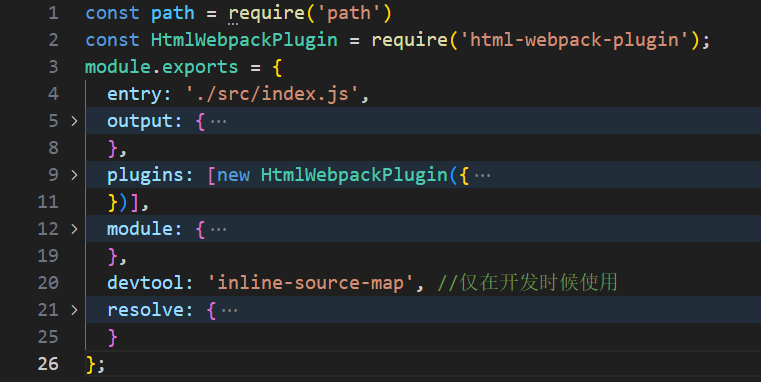 1 const path = require('path')
2 const HtmlWebpackPlugin = require('html-webpack-plugin');
3 module.exports = {
4 entry: './src/index.js',
5 > output: { ···
8 },
9 > plugins: [new HtmlWebpackPlugin({ ···
11 })],
12 > module: { ···
19 },
20 devtool: 'inline-source-map', //仅在开发时候使用
21 > resolve: { ···
25 }
26 };